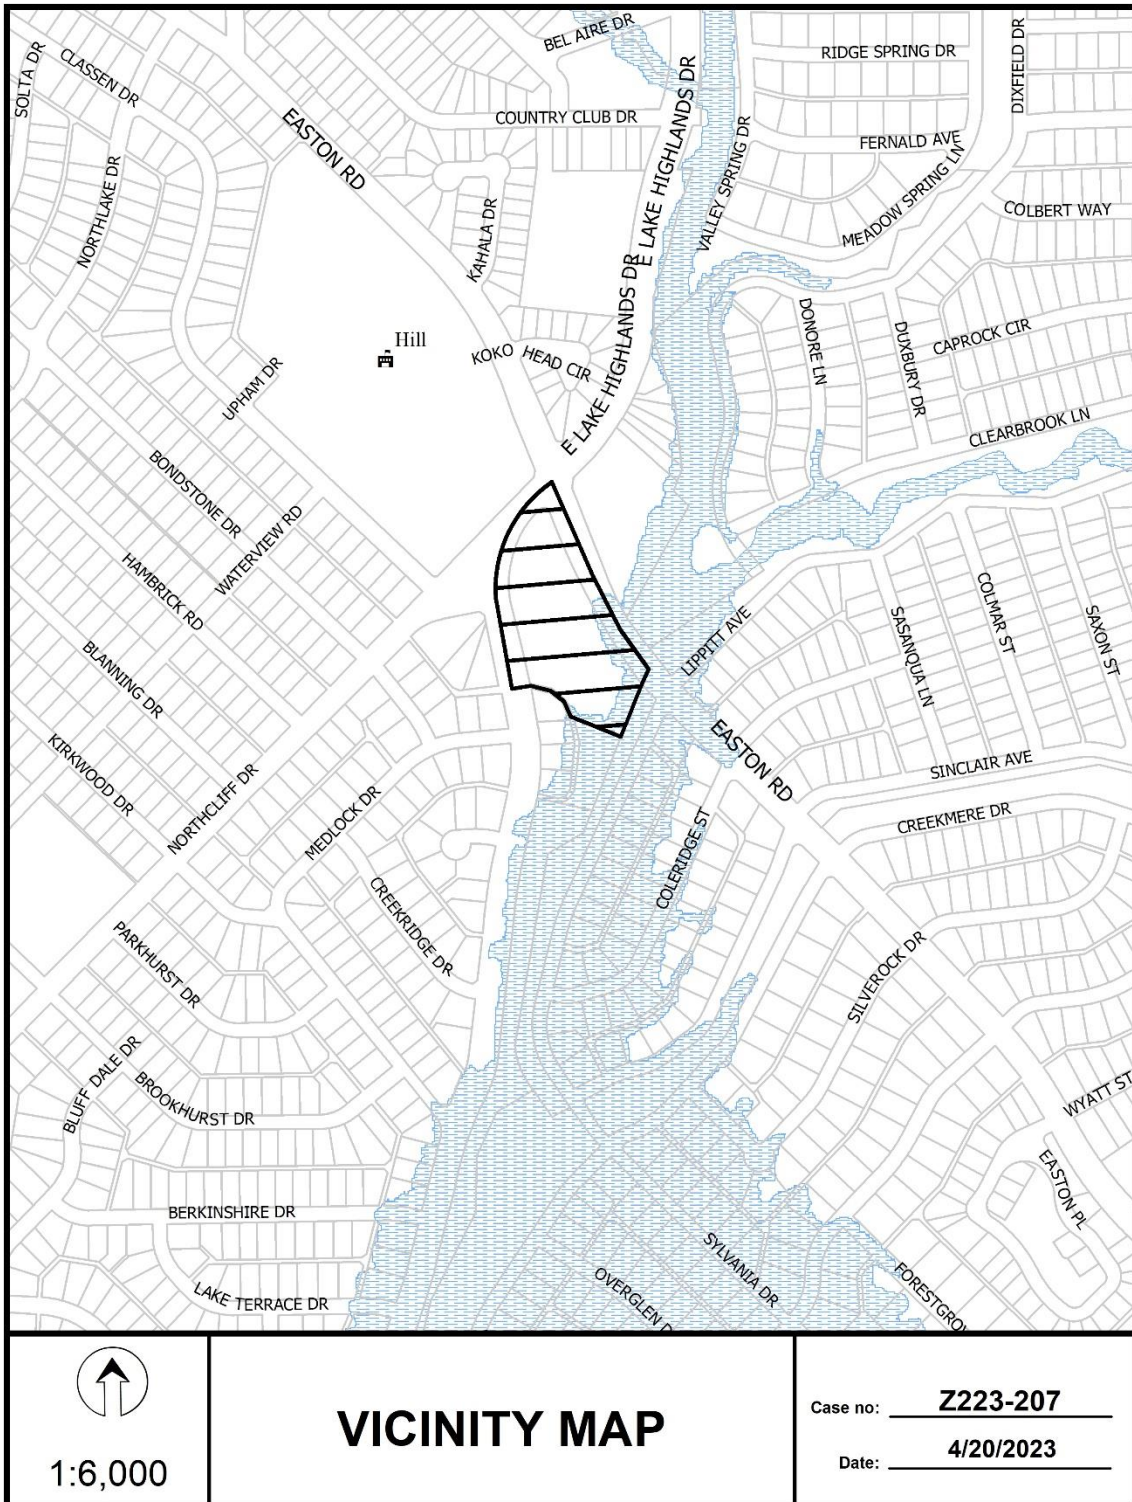 BEL AIRE DR
RIDGE SPRING DR
DIXFIELD DR
SOLTA DR
CLASSEN DR
EASTON RD
COUNTRY CLUB DR
E LAKE HIGHLANDS DR
VALLEY SPRING DR
FERNALD AVE
MEADOW SPRING LN
COLBERT WAY
NORTHLAKE DR
KAHALA DR
E LAKE HIGHLANDS DR
DONORE LN
DUXBURY DR
CAPROCK CIR
Hill
KOKO HEAD CIR
UPHAM DR
CLEARBROOK LN
BONDSTONE DR
WATERVIEW RD
HAMBRICK RD
BLANNING DR
LIPPITT AVE
SASANQUA LN
COLMAR ST
SAXON ST
KIRKWOOD DR
NORTHCLIFF DR
MEDLOCK DR
EASTON RD
SINCLAIR AVE
CREEKMERE DR
COLERIDGE ST
CREEKRIDGE DR
PARKHURST DR
SILVEROCK DR
BLUFF DALE DR
BROOKHURST DR
WYATT ST
EASTON PL
BERKINSHIRE DR
SYLVANIA DR
LAKE TERRACE DR
OVERGLEN D
FORESTGROV
1:6,000
VICINITY MAP
Case no: Z223-207
Date: 4/20/2023